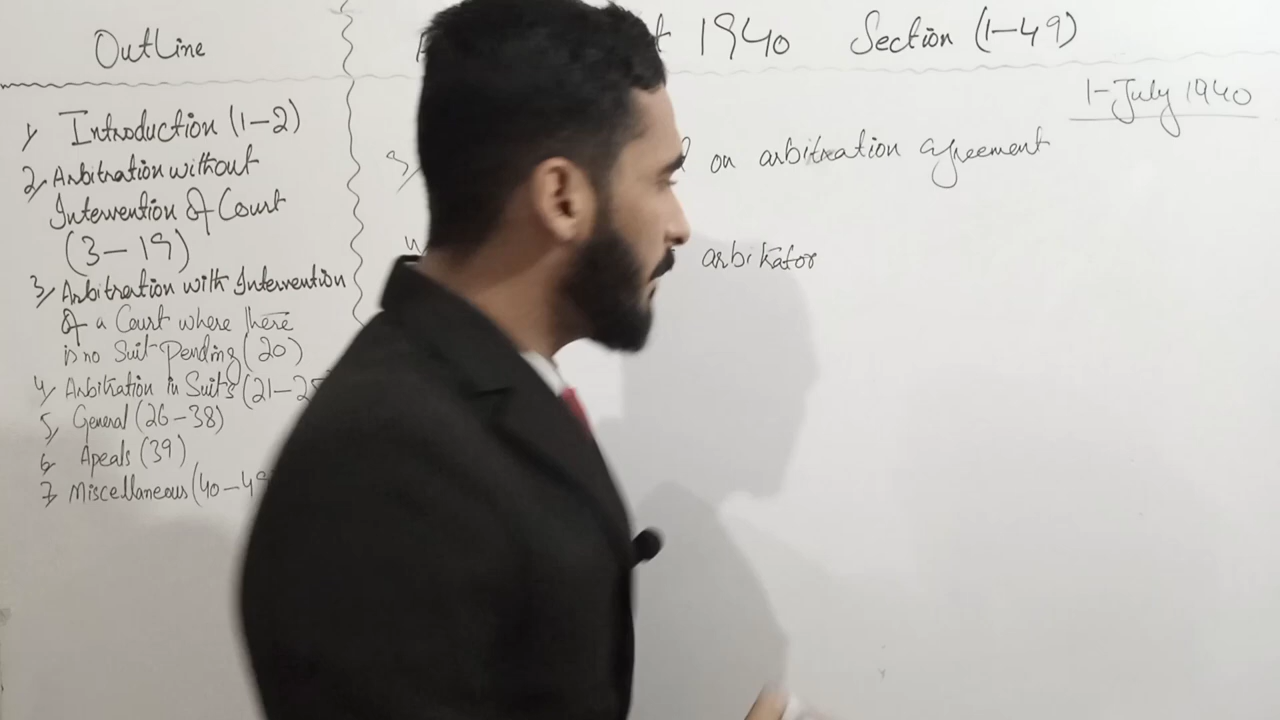 Outline
1940 Section (1-49)
1-July 1940
1, Introduction (1-2)
2, Arbitration without
Intervention Of Court
(3-19)
3, Arbitration with Intervention
Of a Court where there
is no Suit Pending (20)
4, Arbitration in Suits (21-25
5, General (26-38)
6, Apeals (39)
7, Miscellaneous (40-49
3, on arbitration agreement
4 arbitrator